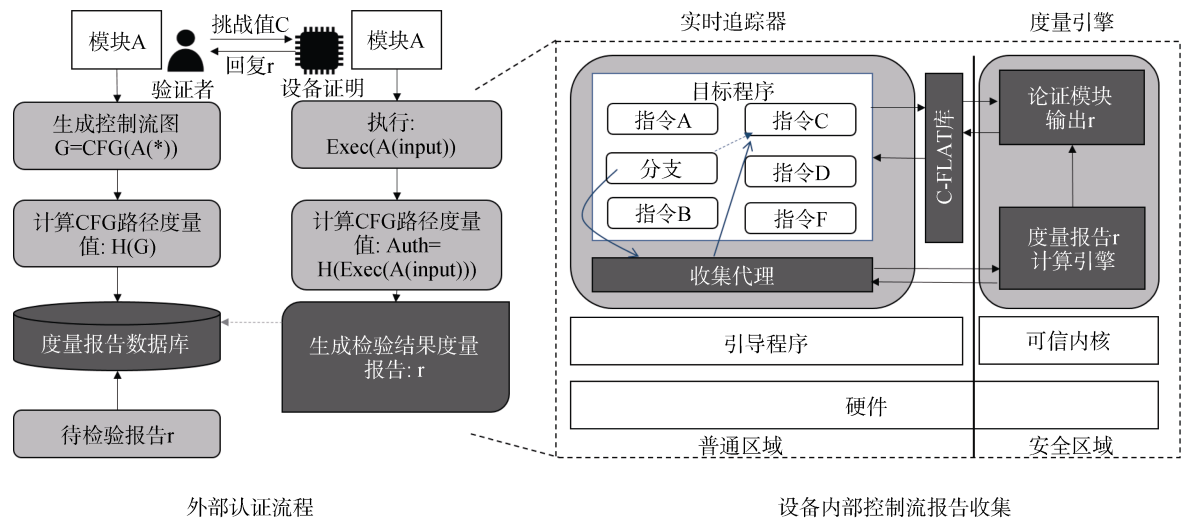 模块A
挑战值C
回复r
验证者
设备证明
模块A
生成控制流图
G=CFG(A(*))
计算CFG路径度量
值: H(G)
度量报告数据库
待检验报告r
执行:
Exec(A(input))
计算CFG路径度量
值: Auth=
H(Exec(A(input)))
生成检验结果度量
报告: r
外部认证流程
实时追踪器
度量引擎
目标程序
指令A
指令C
分支
指令D
指令B
指令F
收集代理
C-FLAT库
论证模块
输出r
度量报告r
计算引擎
引导程序
可信内核
硬件
普通区域
安全区域
设备内部控制流报告收集